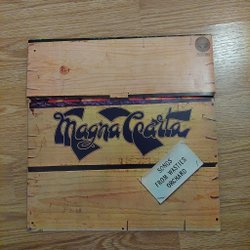 Magna Carta
SONGS
FROM WASTIES
ORCHARD